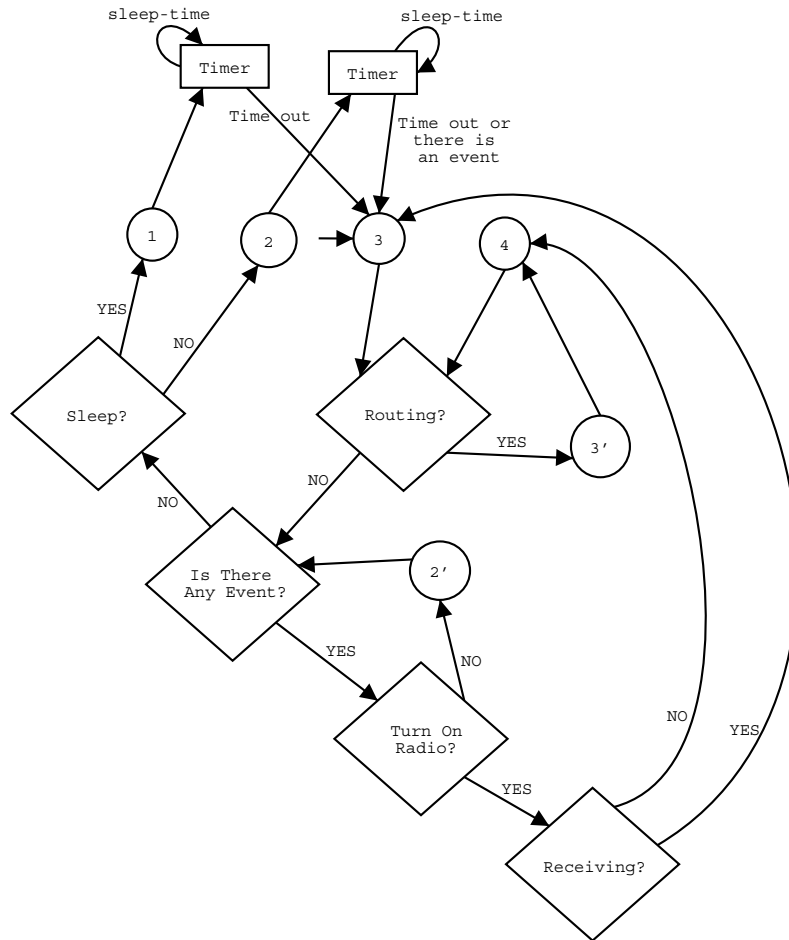 sleep-time
sleep-time
Timer
Timer
Time out
Time out or
there is
an event
1
2
3
4
YES
NO
Sleep?
Routing?
YES
3’
NO
NO
Is There
Any Event?
2’
YES
NO
Turn On
Radio?
NO
YES
YES
Receiving?